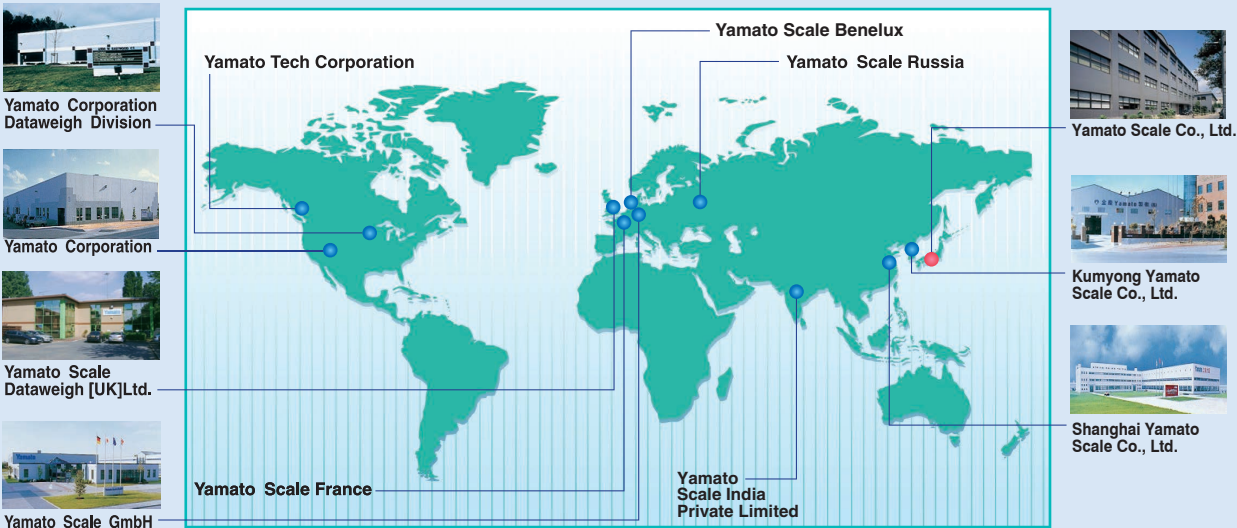 Yamato Corporation
Dataweigh Division
Yamato Corporation
Yamato Scale
Dataweigh [UK]Ltd.
Yamato
Yamato Scale GmbH
Yamato
Yamato Tech Corporation
Yamato Scale Benelux
Yamato Scale Russia
Yamato Scale France
Yamato
Scale India
Private Limited
Yamato Scale Co., Ltd.
Kumyong Yamato
Scale Co., Ltd.
Shanghai Yamato
Scale Co., Ltd.